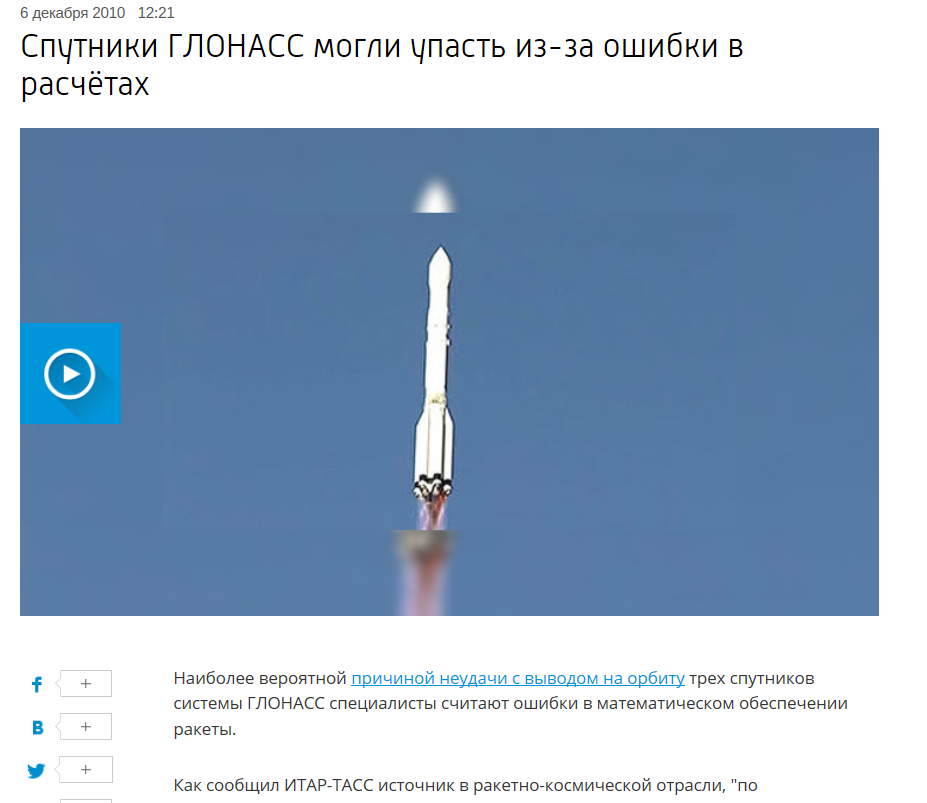 6 декабря 2010 12:21
Спутники ГЛОНАСС могли упасть из-за ошибки в
расчётах
Наиболее вероятной причиной неудачи с выводом на орбиту трех спутников
системы ГЛОНАСС специалисты считают ошибки в математическом обеспечении
ракеты.
Как сообщил ИТАР-ТАСС источник в ракетно-космической отрасли, "по